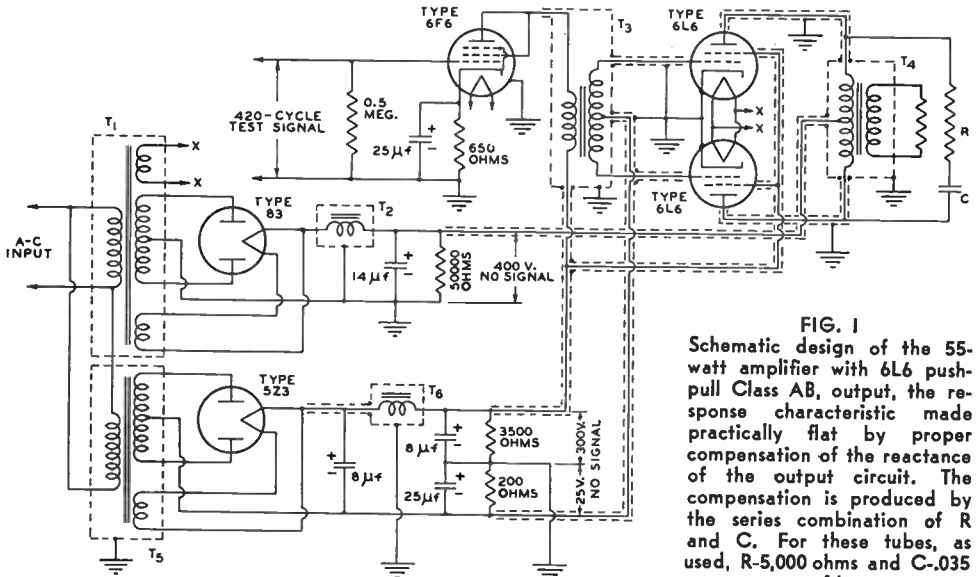 TYPE
6F6
T3
TYPE
6L6
T4
0.5
MEG.
420-CYCLE
TEST SIGNAL
25μf
+
-
650
OHMS
X
X
TYPE
6L6
R
C
T1
X
X
A-C
INPUT
TYPE
83
T2
14μf
+
-
50000
OHMS
400 V.
NO SIGNAL
TYPE
5Z3
T6
8μf
+
-
8μf
+
-
25μf
+
-
3500
OHMS
200
OHMS
300V.
25V.
NO SIGNAL
T5
FIG. 1
Schematic design of the 55-
watt amplifier with 6L6 push-
pull Class AB, output, the re-
sponse characteristic made
practically flat by proper
compensation of the reactance
of the output circuit. The
compensation is produced by
the series combination of R
and C. For these tubes, as
used, R-5,000 ohms and C-.035